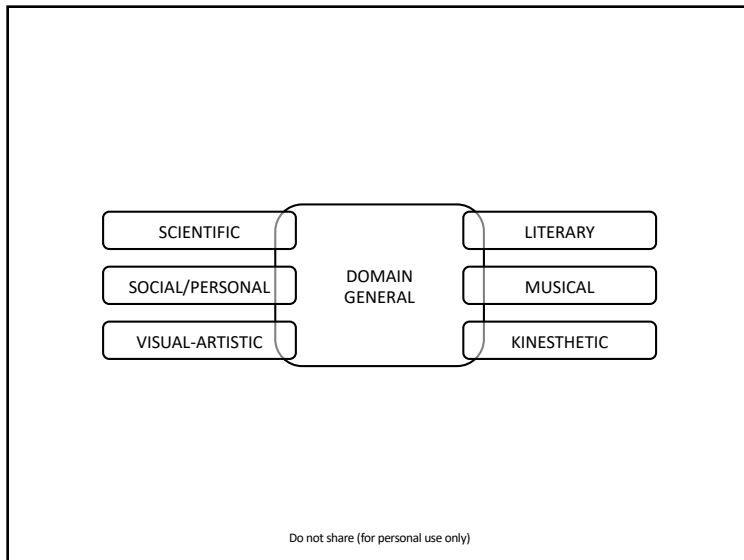 SCIENTIFIC
SOCIAL/PERSONAL
VISUAL-ARTISTIC
DOMAIN
GENERAL
LITERARY
MUSICAL
KINESTHETIC
Do not share (for personal use only)